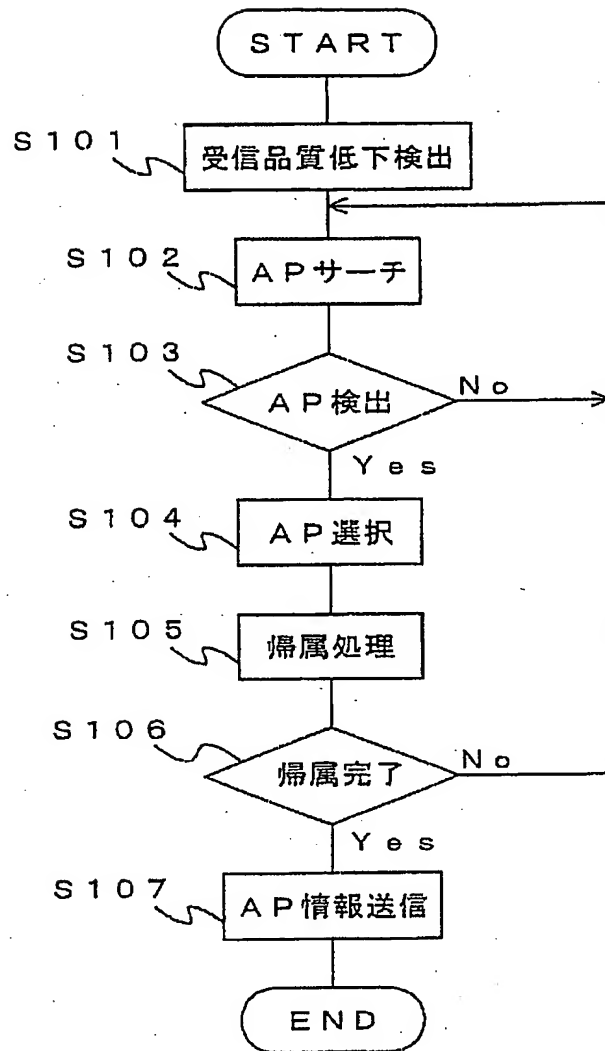 START
S101
受信品質低下検出
S102
APサーチ
S103
AP検出
No
Yes
S104
AP選択
S105
帰属処理
S106
帰属完了
No
Yes
S107
AP情報送信
END